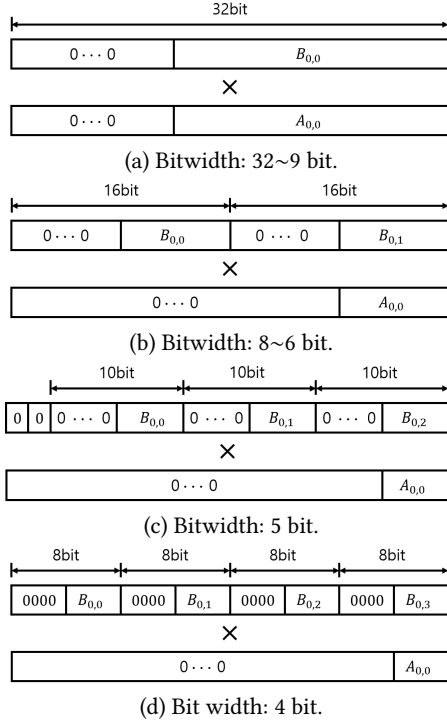 32bit
0 ··· 0 B0,0
×
0 ··· 0 A0,0
(a) Bitwidth: 32~9 bit.
16bit 16bit
0 ··· 0 B0,0 0 ··· 0 B0,1
×
0 ··· 0 A0,0
(b) Bitwidth: 8~6 bit.
10bit 10bit 10bit
0 0 0 ··· 0 B0,0 0 ··· 0 B0,1 0 ··· 0 B0,2
×
0 ··· 0 A0,0
(c) Bitwidth: 5 bit.
8bit 8bit 8bit 8bit
0000 B0,0 0000 B0,1 0000 B0,2 0000 B0,3
×
0 ··· 0 A0,0
(d) Bit width: 4 bit.